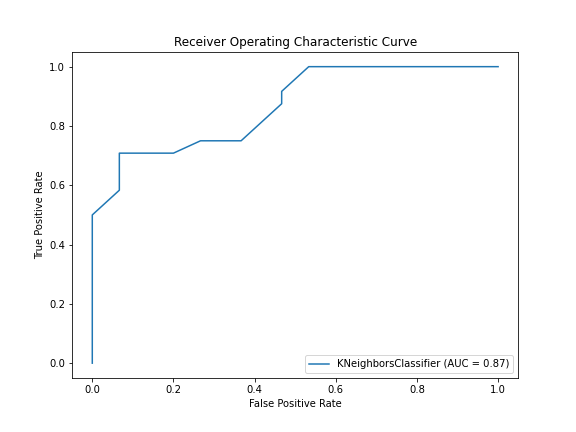 Receiver Operating Characteristic Curve
1.0
0.8
0.6
0.4
0.2
0.0
True Positive Rate
KNeighborsClassifier (AUC = 0.87)
0.0 0.2 0.4 0.6 0.8 1.0
False Positive Rate